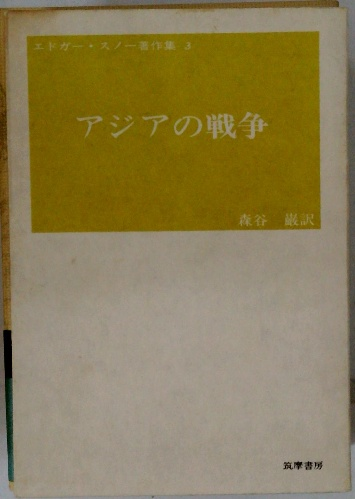 エドガー・スノー著作集 3
アジアの戦争
森谷 巌訳
筑摩書房